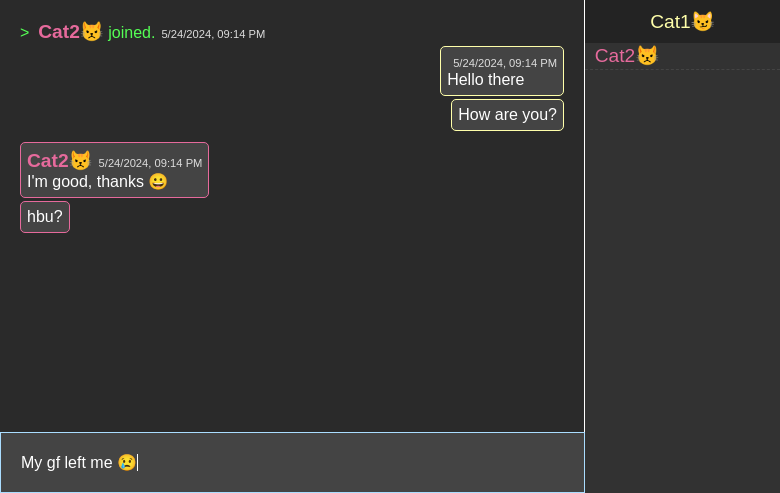 > Cat2😾 joined. 5/24/2024, 09:14 PM
5/24/2024, 09:14 PM
Hello there
How are you?
Cat2😾 5/24/2024, 09:14 PM
I'm good, thanks 😀
hbu?
My gf left me 😢
Cat1😼
Cat2😾